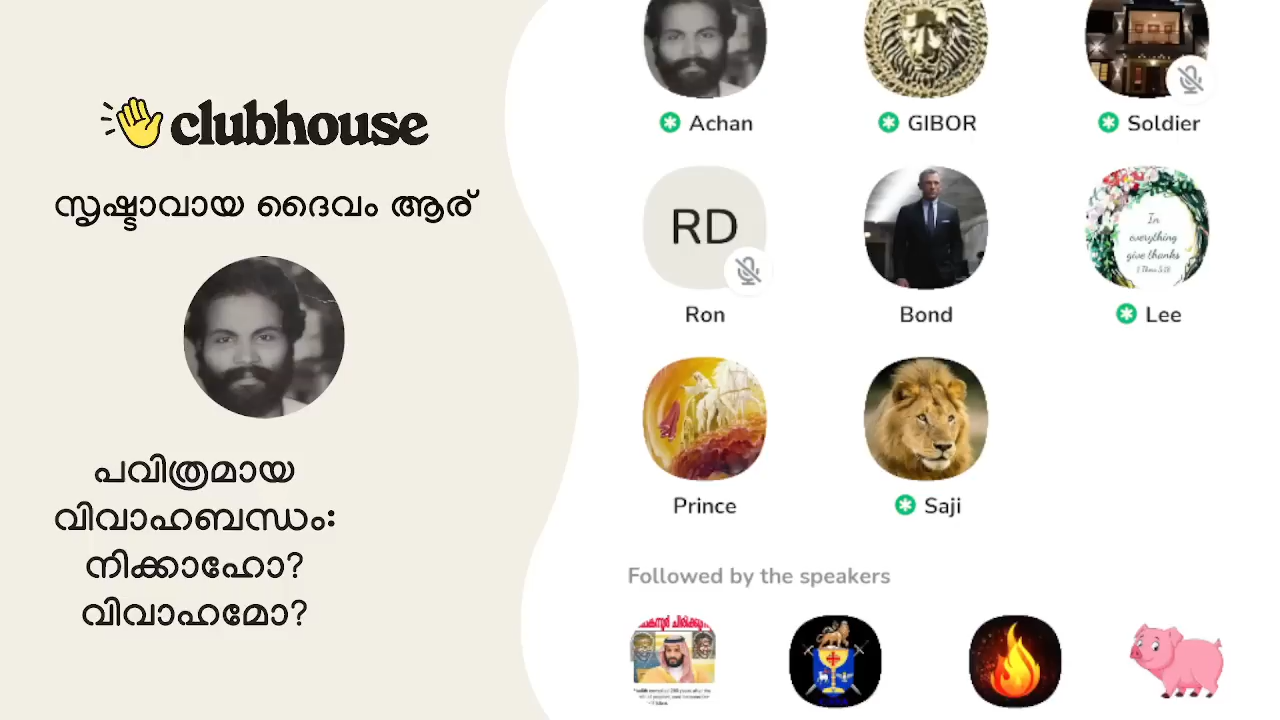 clubhouse
സൃഷ്ടാവായ ദൈവം ആര്
പവിത്രമായ
വിവാഹബന്ധം:
നിക്കാഹോ?
വിവാഹമോ?
Achan
GIBOR
Soldier
RD
In
everything
give thanks
Ron
Bond
Lee
Prince
Saji
Followed by the speakers